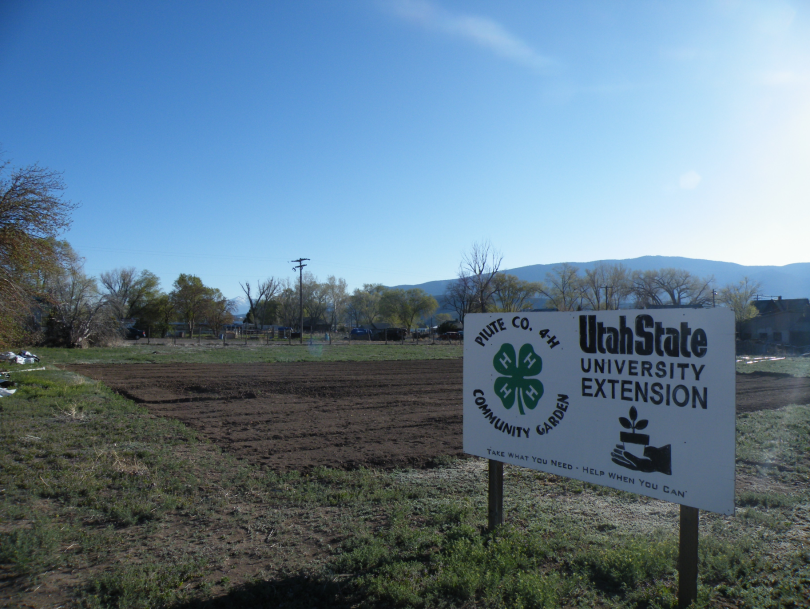 PIUTE CO. 4-H
H H
H H
COMMUNITY GARDEN
UtahState
UNIVERSITY
EXTENSION
TAKE WHAT YOU NEED - HELP WHEN YOU CAN